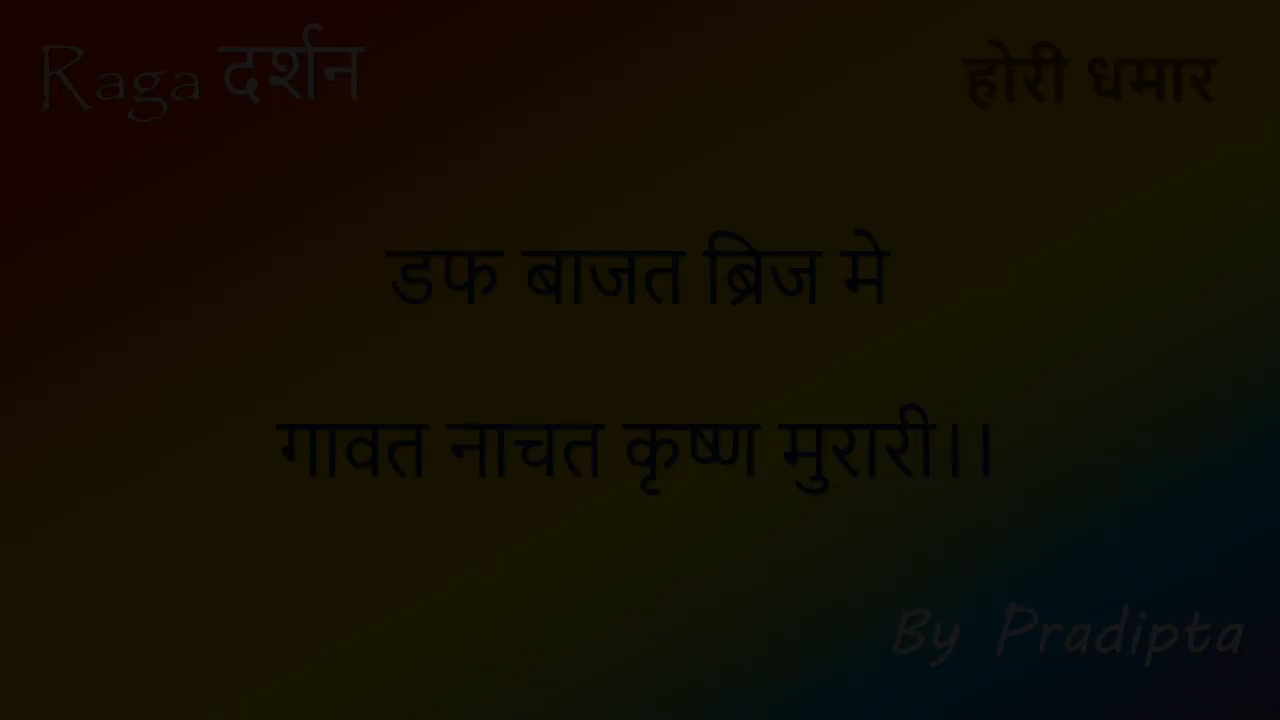 Raga दर्शन
होरी धमार
डफ बाजत ब्रिज मे
गावत नाचत कृष्ण मुरारी।।
By Pradipta